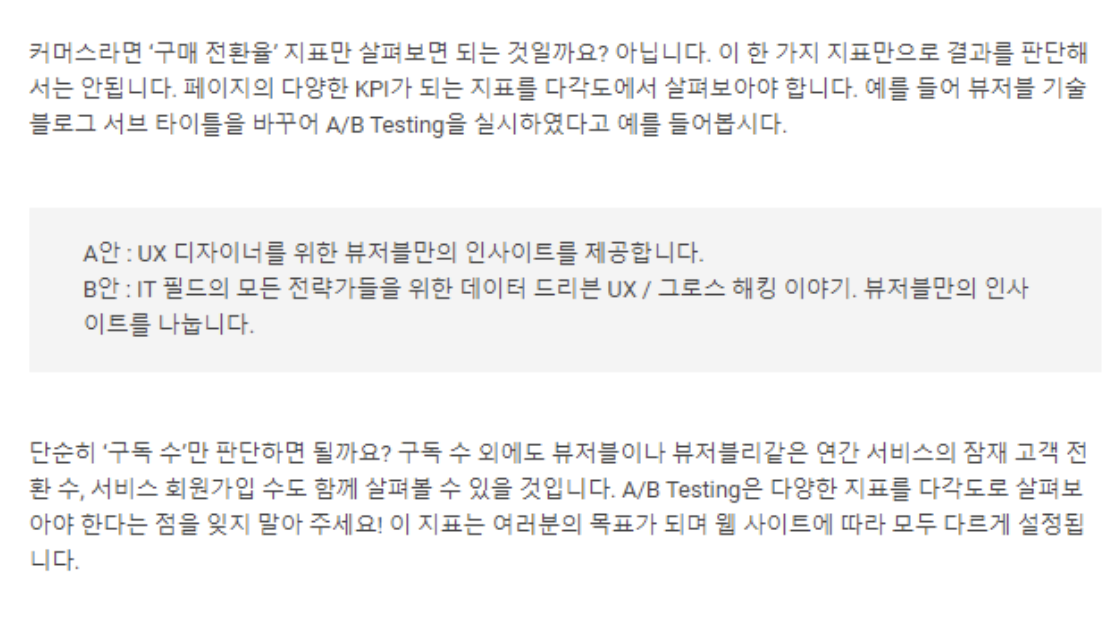 커머스라면 ‘구매 전환율’ 지표만 살펴보면 되는 것일까요? 아닙니다. 이 한 가지 지표만으로 결과를 판단해
서는 안됩니다. 페이지의 다양한 KPI가 되는 지표를 다각도에서 살펴보아야 합니다. 예를 들어 뷰저블 기술
블로그 서브 타이틀을 바꾸어 A/B Testing을 실시하였다고 예를 들어봅시다.
A안 : UX 디자이너를 위한 뷰저블만의 인사이트를 제공합니다.
B안 : IT 필드의 모든 전략가들을 위한 데이터 드리븐 UX / 그로스 해킹 이야기. 뷰저블만의 인사
이트를 나눕니다.
단순히 ‘구독 수’만 판단하면 될까요? 구독 수 외에도 뷰저블이나 뷰저블리같은 연간 서비스의 잠재 고객 전
환 수, 서비스 회원가입 수도 함께 살펴볼 수 있을 것입니다. A/B Testing은 다양한 지표를 다각도로 살펴보
아야 한다는 점을 잊지 말아 주세요! 이 지표는 여러분의 목표가 되며 웹 사이트에 따라 모두 다르게 설정됩
니다.